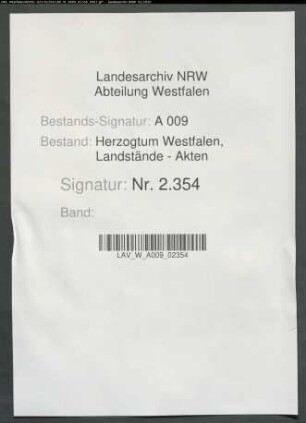 Landesarchiv NRW
Abteilung Westfalen
Bestands-Signatur: A 009
Bestand: Herzogtum Westfalen,
Landstände - Akten
Signatur: Nr. 2.354
Band:
LAV_W_A009_02354